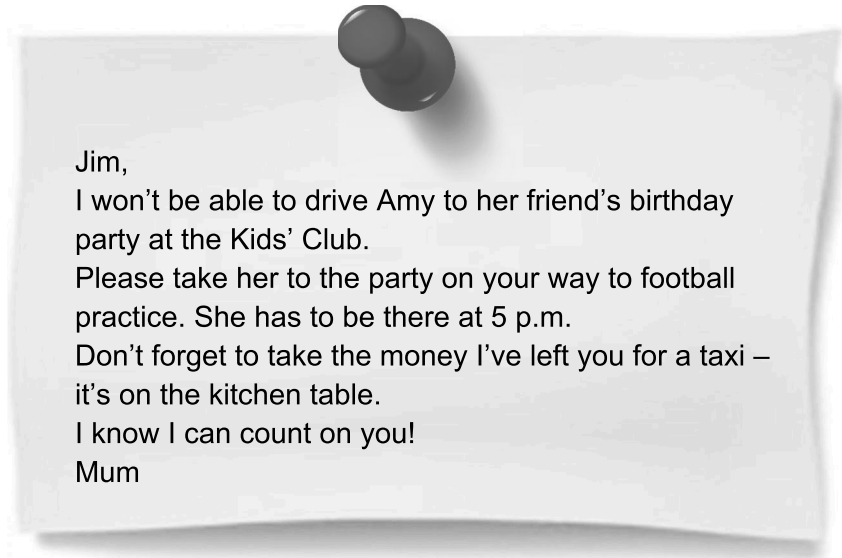 Jim,
I won’t be able to drive Amy to her friend’s birthday
party at the Kids’ Club.
Please take her to the party on your way to football
practice. She has to be there at 5 p.m.
Don’t forget to take the money I’ve left you for a taxi –
it’s on the kitchen table.
I know I can count on you!
Mum